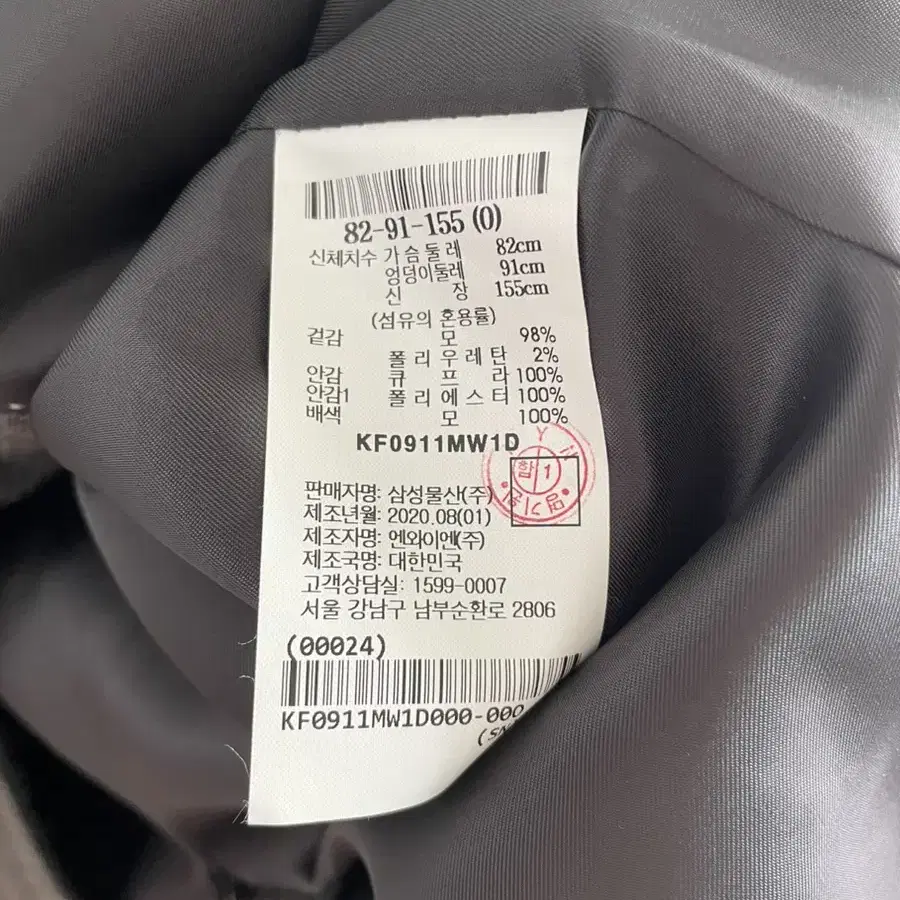 82-91-155 (0)
신체치수 가슴둘레 82cm
엉덩이둘레 91cm
신 장 155cm
(섬유의 혼용률)
겉감 모 98%
폴리우레탄 2%
안감 큐프라 100%
안감1 폴리에스터 100%
배색 모 100%
KF0911MW1D
판매자명: 삼성물산(주)
제조년월: 2020.08(01)
제조자명: 엔와이엔(주)
제조국명: 대한민국
고객상담실: 1599-0007
서울 강남구 남부순환로 2806
(00024)
KF0911MW1D000-000